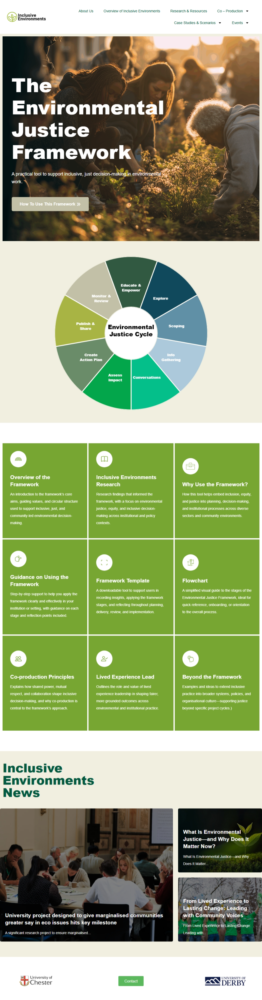 Inclusive
Environments
About Us
Overview of Inclusive Environments
Research & Resources
Co – Production
Case Studies & Scenarios
Events
The
Environmental
Justice
Framework
A practical tool to support inclusive, just decision-making in environmental
work.
How To Use This Framework
Educate &
Empower
Explore
Scoping
Info
Gathering
Conversations
Assess
Impact
Create
Action Plan
Publish &
Share
Monitor &
Review
Environmental
Justice Cycle
Overview of the
Framework
An introduction to the framework's core
aims, guiding values, and circular structure
used to support inclusive, just, and
community-led environmental decision-
making.
Inclusive Environments
Research
Research findings that informed the
framework, with a focus on environmental
justice, equity, and inclusive decision-
making across institutional and policy
contexts.
Why Use the Framework?
How this tool helps embed inclusion, equity,
and justice into planning, decision-making,
and institutional processes across diverse
sectors and community environments.
Guidance on Using the
Framework
Step-by-step support to help you apply the
framework clearly and effectively in your
institution or setting, with guidance on each
stage and reflection points included.
Framework Template
A downloadable tool to support users in
recording insights, applying the framework
stages, and reflecting throughout planning,
delivery, review, and implementation.
Flowchart
A simplified visual guide to the stages of the
Environmental Justice Framework, ideal for
quick reference, onboarding, or orientation
to the overall process.
Co-production Principles
Explains how shared power, mutual
respect, and collaboration shape inclusive
decision-making, and why co-production is
central to the framework's approach.
Lived Experience Lead
Outlines the role and value of lived
experience leadership in shaping fairer,
more grounded outcomes across
environmental and institutional practice.
Beyond the Framework
Examples and ideas to extend inclusive
practice into broader systems, policies, and
organisational culture—supporting justice
beyond specific project cycles.)
Inclusive
Environments
News
University project designed to give marginalised communities
greater say in eco issues hits key milestone
A significant research project to ensure marginalised...
What Is Environmental
Justice—and Why Does It
Matter Now?
What Is Environmental Justice—and Why
Does It Matter...
From Lived Experience to
Lasting Change: Leading
with Community Voices
From Lived Experience to Lasting Change:
Leading with...
University of
Chester
Contact
UNIVERSITY OF
DERBY